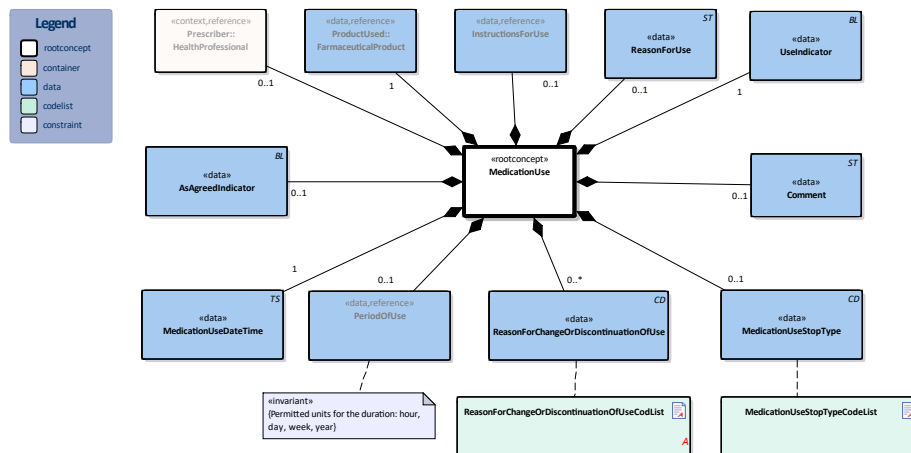 Legend
rootconcept
container
data
codelist
constraint
«context,reference»
Prescriber::
HealthProfessional
0..1
«data,reference»
ProductUsed::
FarmaceuticalProduct
1
«data,reference»
InstructionsForUse
0..1
ST
«data»
ReasonForUse
0..1
BL
«data»
UseIndicator
1
BL
«data»
AsAgreedIndicator
0..1
«rootconcept»
MedicationUse
ST
«data»
Comment
0..1
1
0..1
0..*
0..1
TS
«data»
MedicationUseDateTime
«data,reference»
PeriodOfUse
CD
«data»
ReasonForChangeOrDiscontinuationOfUse
CD
«data»
MedicationUseStopType
«invariant»
{Permitted units for the duration: hour,
day, week, year}
ReasonForChangeOrDiscontinuationOfUseCodList
A
MedicationUseStopTypeCodeList